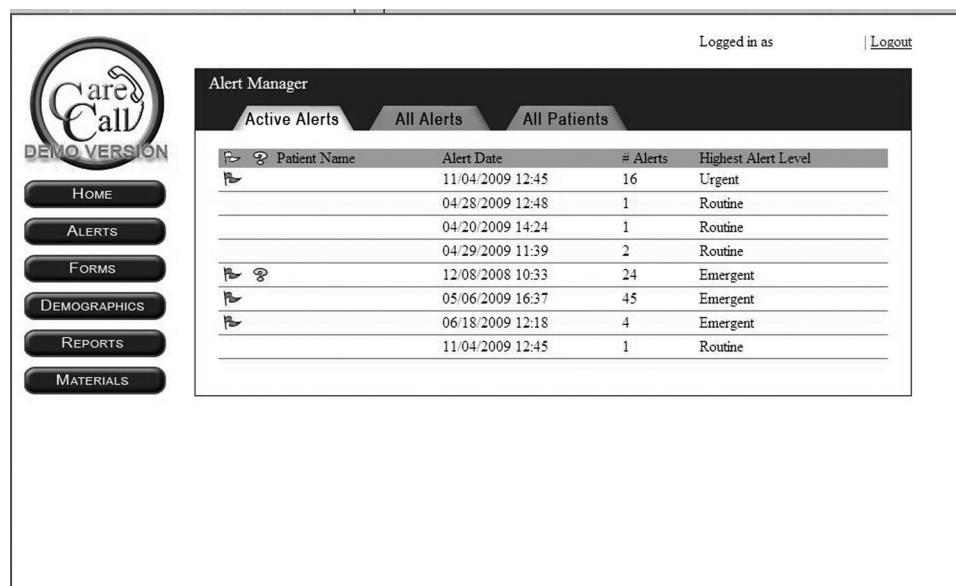 Logged in as | Logout
Care Call
DEMO VERSION
HOME
ALERTS
FORMS
DEMOGRAPHICS
REPORTS
MATERIALS
Alert Manager
Active Alerts All Alerts All Patients
Patient Name Alert Date # Alerts Highest Alert Level
11/04/2009 12:45 16 Urgent
04/28/2009 12:48 1 Routine
04/20/2009 14:24 1 Routine
04/29/2009 11:39 2 Routine
12/08/2008 10:33 24 Emergent
05/06/2009 16:37 45 Emergent
06/18/2009 12:18 4 Emergent
11/04/2009 12:45 1 Routine